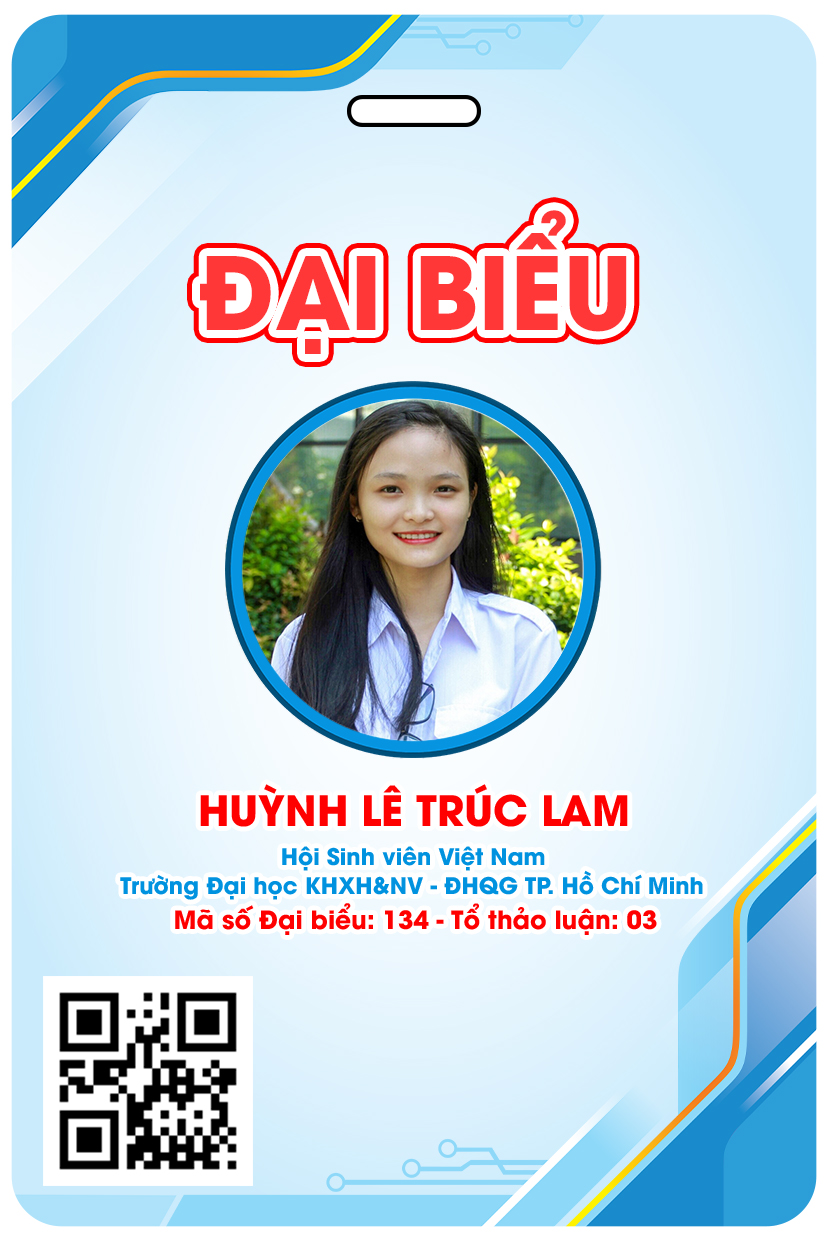 ĐẠI BIỂU
HUỲNH LÊ TRÚC LAM
Hội Sinh viên Việt Nam
Trường Đại học KHXH&NV - ĐHQG TP. Hồ Chí Minh
Mã số Đại biểu: 134 - Tổ thảo luận: 03